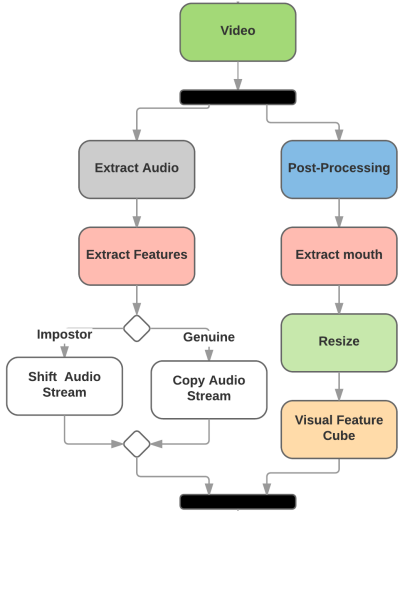 Video
Extract Audio
Post-Processing
Extract Features
Extract mouth
Impostor
Genuine
Resize
Shift Audio
Stream
Copy Audio
Stream
Visual Feature
Cube